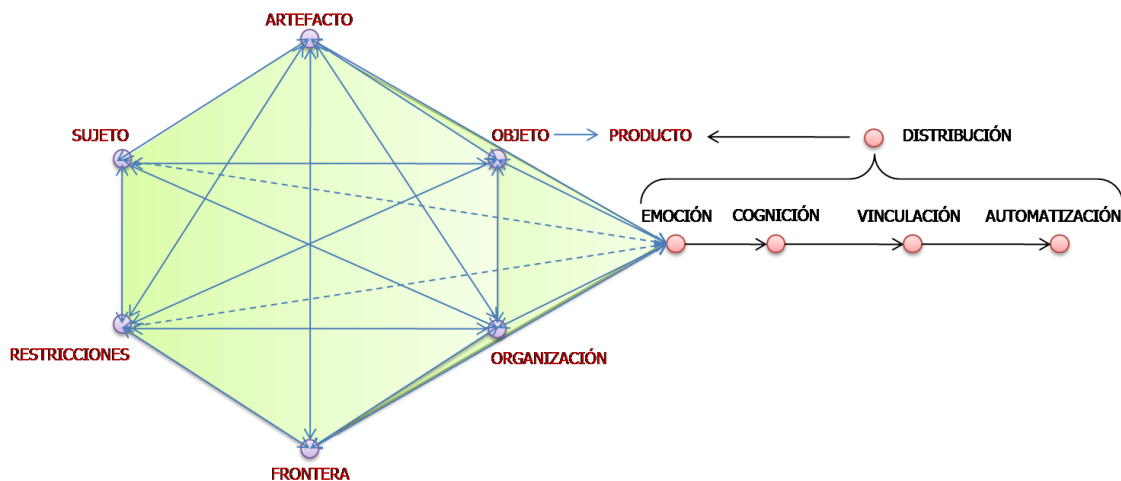 ARTEFACTO
SUJETO
OBJETO
PRODUCTO
DISTRIBUCIÓN
EMOCIÓN
COGNICIÓN
VINCULACIÓN
AUTOMATIZACIÓN
RESTRICCIONES
ORGANIZACIÓN
FRONTERA